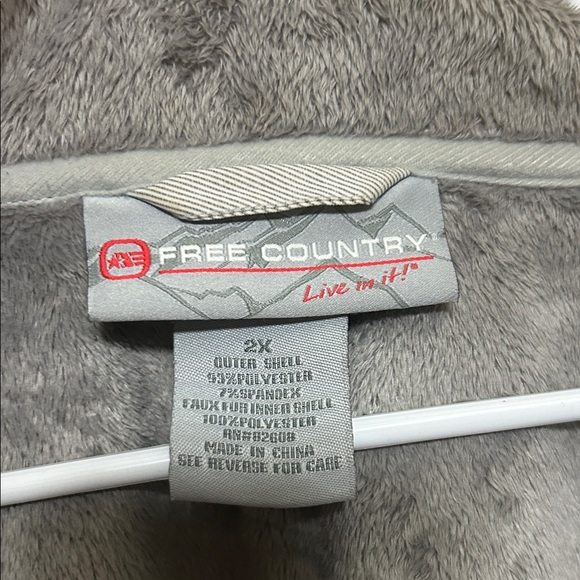 FREE COUNTRY
Live in it!™
2X
OUTER SHELL
93%POLYESTER
7%SPANDEX
FAUX FUR INNER SHELL
100%POLYESTER
RN#82608
MADE IN CHINA
SEE REVERSE FOR CARE